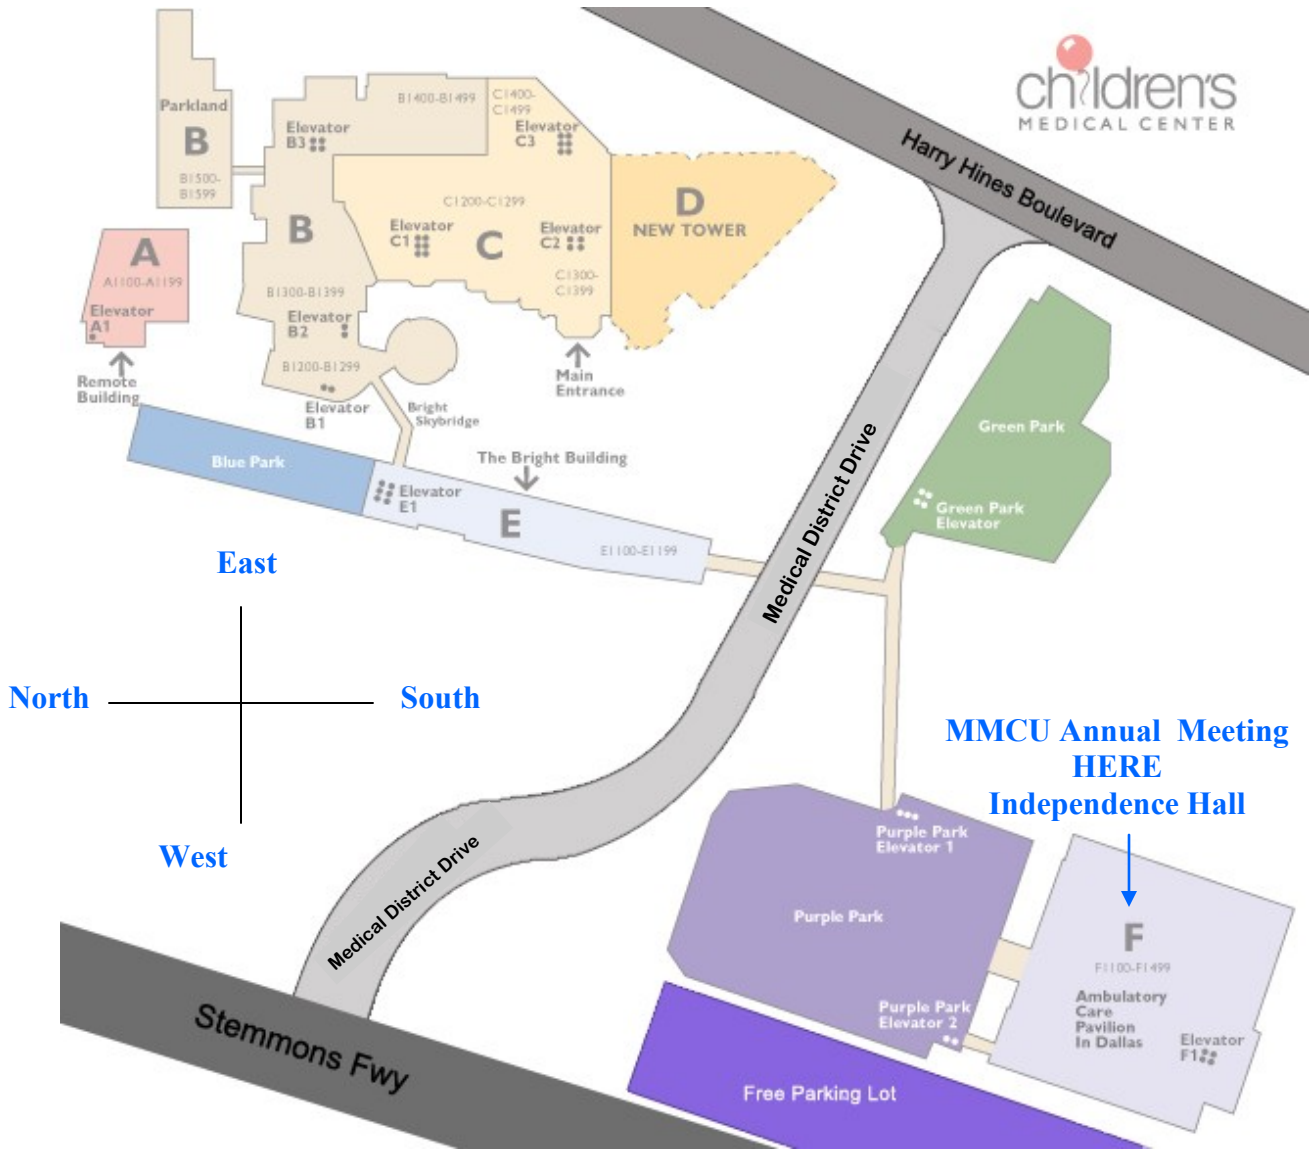 children's
MEDICAL CENTER
Harry Hines Boulevard
Parkland
B
B1500-
B1599
Elevator
B3
B1400-B1499
C1400-
C1499
Elevator
C3
C1200-C1299
Elevator
C1
C
Elevator
C2
C1300-
C1399
D
NEW TOWER
B
B1300-B1399
Elevator
B2
B1200-B1299
Elevator
B1
A
A1100-A1199
Elevator
A1
Remote
Building
Main
Entrance
Bright
Skybridge
Blue Park
The Bright Building
Elevator
E1
E
E1100-E1199
Medical District Drive
Green Park
Green Park
Elevator
East
North
South
West
MMCU Annual Meeting
HERE
Independence Hall
Purple Park
Elevator 1
Purple Park
Purple Park
Elevator 2
F
F1100-F1499
Ambulatory
Care
Pavilion
In Dallas
Elevator
F1
Medical District Drive
Stemmons Fwy
Free Parking Lot